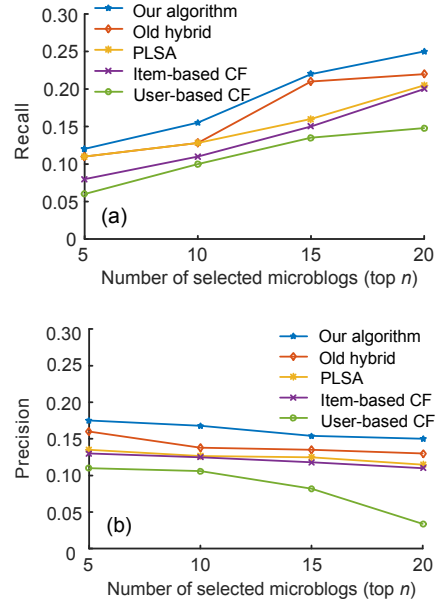 0.30
0.25
0.20
0.15
0.10
0.05
0
Recall
Our algorithm
Old hybrid
PLSA
Item-based CF
User-based CF
(a)
5 10 15 20
Number of selected microblogs (top n)
0.30
0.25
0.20
0.15
0.10
0.05
0
Precision
Our algorithm
Old hybrid
PLSA
Item-based CF
User-based CF
(b)
5 10 15 20
Number of selected microblogs (top n)